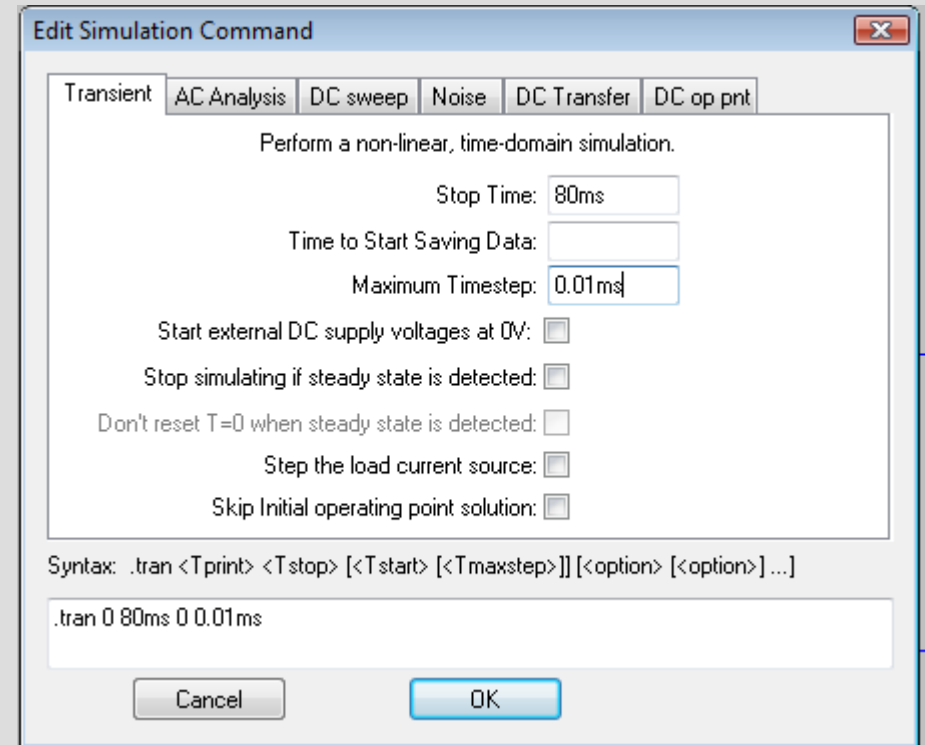 Edit Simulation Command
Transient AC Analysis DC sweep Noise DC Transfer DC op pnt
Perform a non-linear, time-domain simulation.
Stop Time: 80ms
Time to Start Saving Data:
Maximum Timestep: 0.01ms
Start external DC supply voltages at 0V:
Stop simulating if steady state is detected:
Don't reset T=0 when steady state is detected:
Step the load current source:
Skip Initial operating point solution:
Syntax: .tran <Tprint> <Tstop> [<Tstart> [<Tmaxstep>]] [<option> [<option>] ...]
.tran 0 80ms 0 0.01ms
Cancel OK